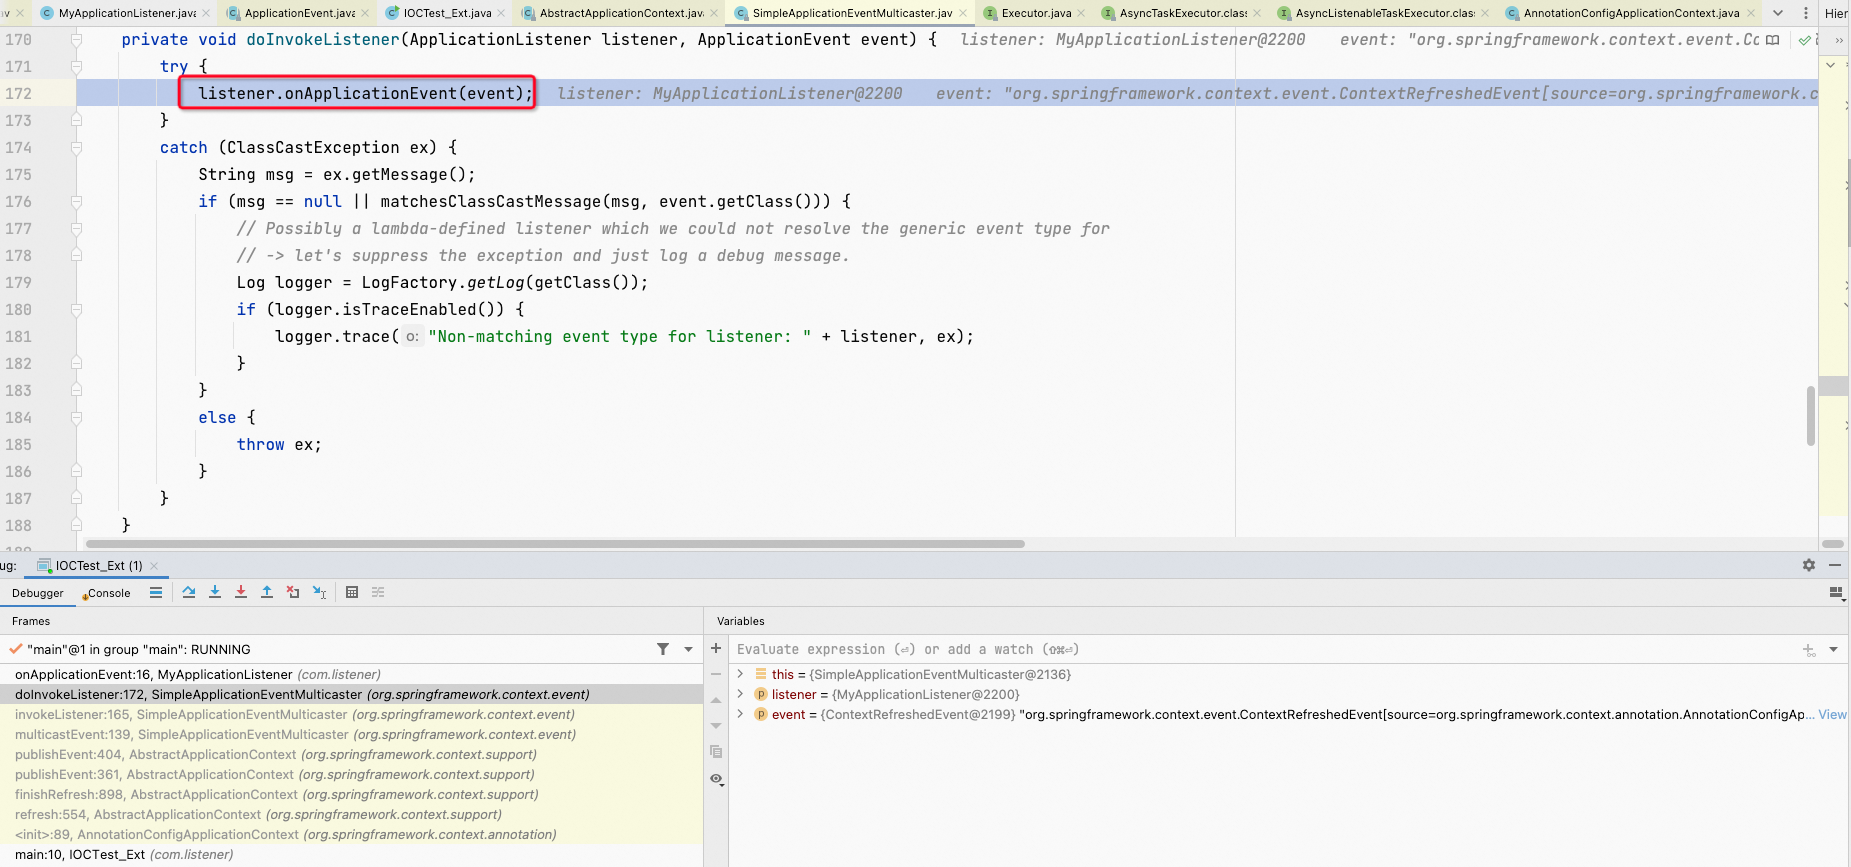 av MyApplicationListener.java ApplicationEvent.java IOCTest_Ext.java AbstractApplicationContext.java SimpleApplicationEventMulticaster.jav Executor.java AsyncTaskExecutor.class AsyncListenableTaskExecutor.class AnnotationConfigApplicationContext.java Hier
170 private void doInvokeListener(ApplicationListener listener, ApplicationEvent event) { listener: MyApplicationListener@2200 event: "org.springframework.context.event.Co
171 try {
172 listener.onApplicationEvent(event); listener: MyApplicationListener@2200 event: "org.springframework.context.event.ContextRefreshedEvent[source=org.springframework.c
173 }
174 catch (ClassCastException ex) {
175 String msg = ex.getMessage();
176 if (msg == null || matchesClassCastMessage(msg, event.getClass())) {
177 // Possibly a lambda-defined listener which we could not resolve the generic event type for
178 // -> let's suppress the exception and just log a debug message.
179 Log logger = LogFactory.getLog(getClass());
180 if (logger.isTraceEnabled()) {
181 logger.trace( o: "Non-matching event type for listener: " + listener, ex);
182 }
183 }
184 else {
185 throw ex;
186 }
187 }
188 }
ug: IOCTest_Ext (1)
Debugger Console
Frames Variables
"main"@1 in group "main": RUNNING
Evaluate expression (⏎) or add a watch (⇧⌘⏎)
onApplicationEvent:16, MyApplicationListener (com.listener)
this = {SimpleApplicationEventMulticaster@2136}
doInvokeListener:172, SimpleApplicationEventMulticaster (org.springframework.context.event)
listener = {MyApplicationListener@2200}
invokeListener:165, SimpleApplicationEventMulticaster (org.springframework.context.event)
event = {ContextRefreshedEvent@2199} "org.springframework.context.event.ContextRefreshedEvent[source=org.springframework.context.annotation.AnnotationConfigAp... View
multicastEvent:139, SimpleApplicationEventMulticaster (org.springframework.context.event)
publishEvent:404, AbstractApplicationContext (org.springframework.context.support)
publishEvent:361, AbstractApplicationContext (org.springframework.context.support)
finishRefresh:898, AbstractApplicationContext (org.springframework.context.support)
refresh:554, AbstractApplicationContext (org.springframework.context.support)
<init>:89, AnnotationConfigApplicationContext (org.springframework.context.annotation)
main:10, IOCTest_Ext (com.listener)